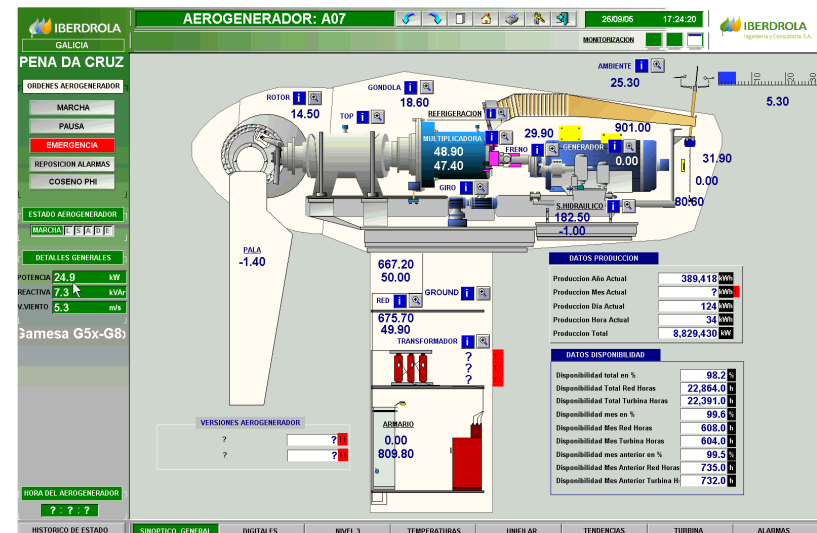 IBERDROLA
GALICIA
AEROGENERADOR: A07
26/09/05
17:24:20
IBERDROLA
Ingeniería y Consultoría, S.A.
MONITORIZACION
PENA DA CRUZ
ORDENES AEROGENERADOR
MARCHA
PAUSA
EMERGENCIA
REPOSICION ALARMAS
COSENO PHI
ESTADO AEROGENERADOR
MARCHA L S A D E
DETALLES GENERALES
POTENCIA 24.9 kW
REACTIVA 7.3 kVAr
V.VIENTO 5.3 m/s
Gamesa G5x-G8x
HORA DEL AEROGENERADOR
? : ? : ?
AMBIENTE i
25.30
10 20 30
5.30
GONDOLA i
18.60
ROTOR i
14.50
TOP i
REFRIGERACION i
MULTIPLICADORA i
48.90
47.40
29.90
FRENO i
901.00
GENERADOR i
0.00
31.90
0.00
80.60
GIRO i
S.HIDRAULICO i
182.50
-1.00
PALA
-1.40
667.20
50.00
RED i
GROUND i
675.70
49.90
TRANSFORMADOR i
? !!
? !!
? !!
ARMARIO
0.00
809.80
VERSIONES AEROGENERADOR
? ? !!
? ? !!
DATOS PRODUCCION
Produccion Año Actual 389,418 kWh
Produccion Mes Actual ? kWh
Produccion Dia Actual 124 kWh
Produccion Hora Actual 34 kWh
Produccion Total 8,829,430 kW
DATOS DISPONIBILIDAD
Disponibilidad total en % 98.2 %
Disponibilidad Total Red Horas 22,864.0 h
Disponibilidad Total Turbina Horas 22,391.0 h
Disponibilidad mes en % 99.6 %
Disponibilidad Mes Red Horas 608.0 h
Disponibilidad Mes Turbina Horas 604.0 h
Disponibilidad mes anterior en % 99.5 %
Disponibilidad Mes Anterior Red Horas 735.0 h
Disponibilidad Mes Anterior Turbina H 732.0 h
HISTORICO DE ESTADO
SINOPTICO GENERAL
DIGITALES
NIVEL 3
TEMPERATURAS
UNIFILAR
TENDENCIAS
TURBINA
ALARMAS